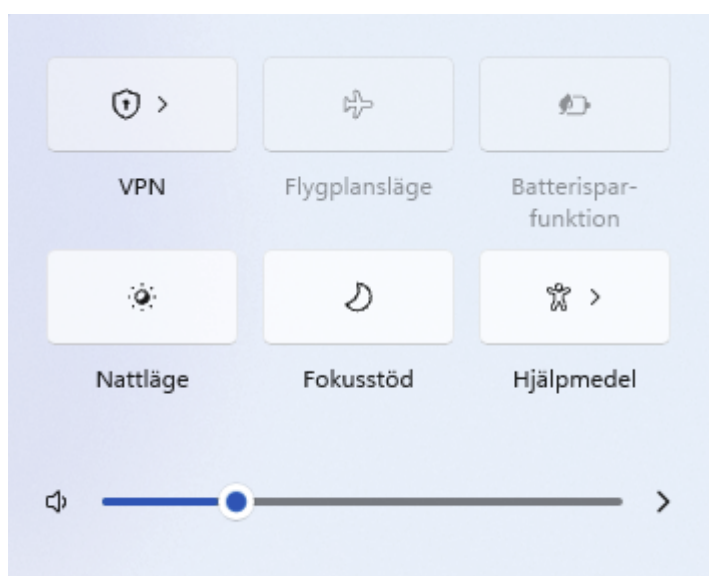 VPN
Flygplansläge
Batterispar-
funktion
Nattläge
Fokusstöd
Hjälpmedel